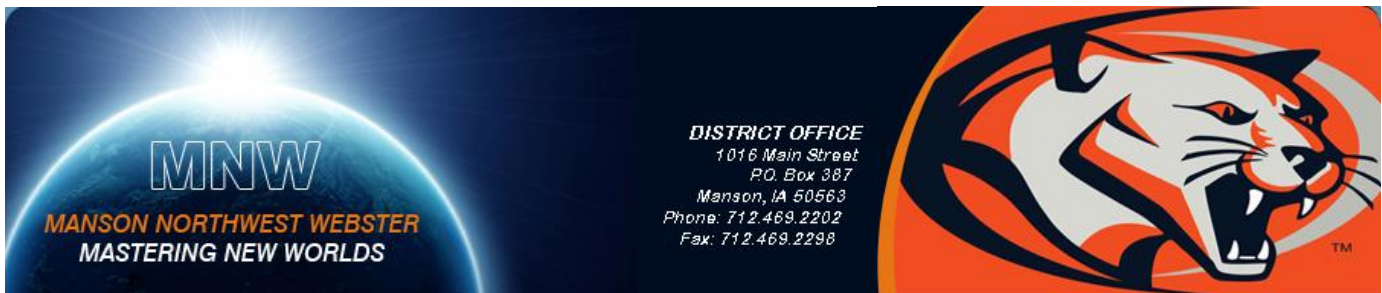 MNW
MANSON NORTHWEST WEBSTER
MASTERING NEW WORLDS
DISTRICT OFFICE
1016 Main Street
P.O. Box 387
Manson, IA 50563
Phone: 712.469.2202
Fax: 712.469.2298
TM